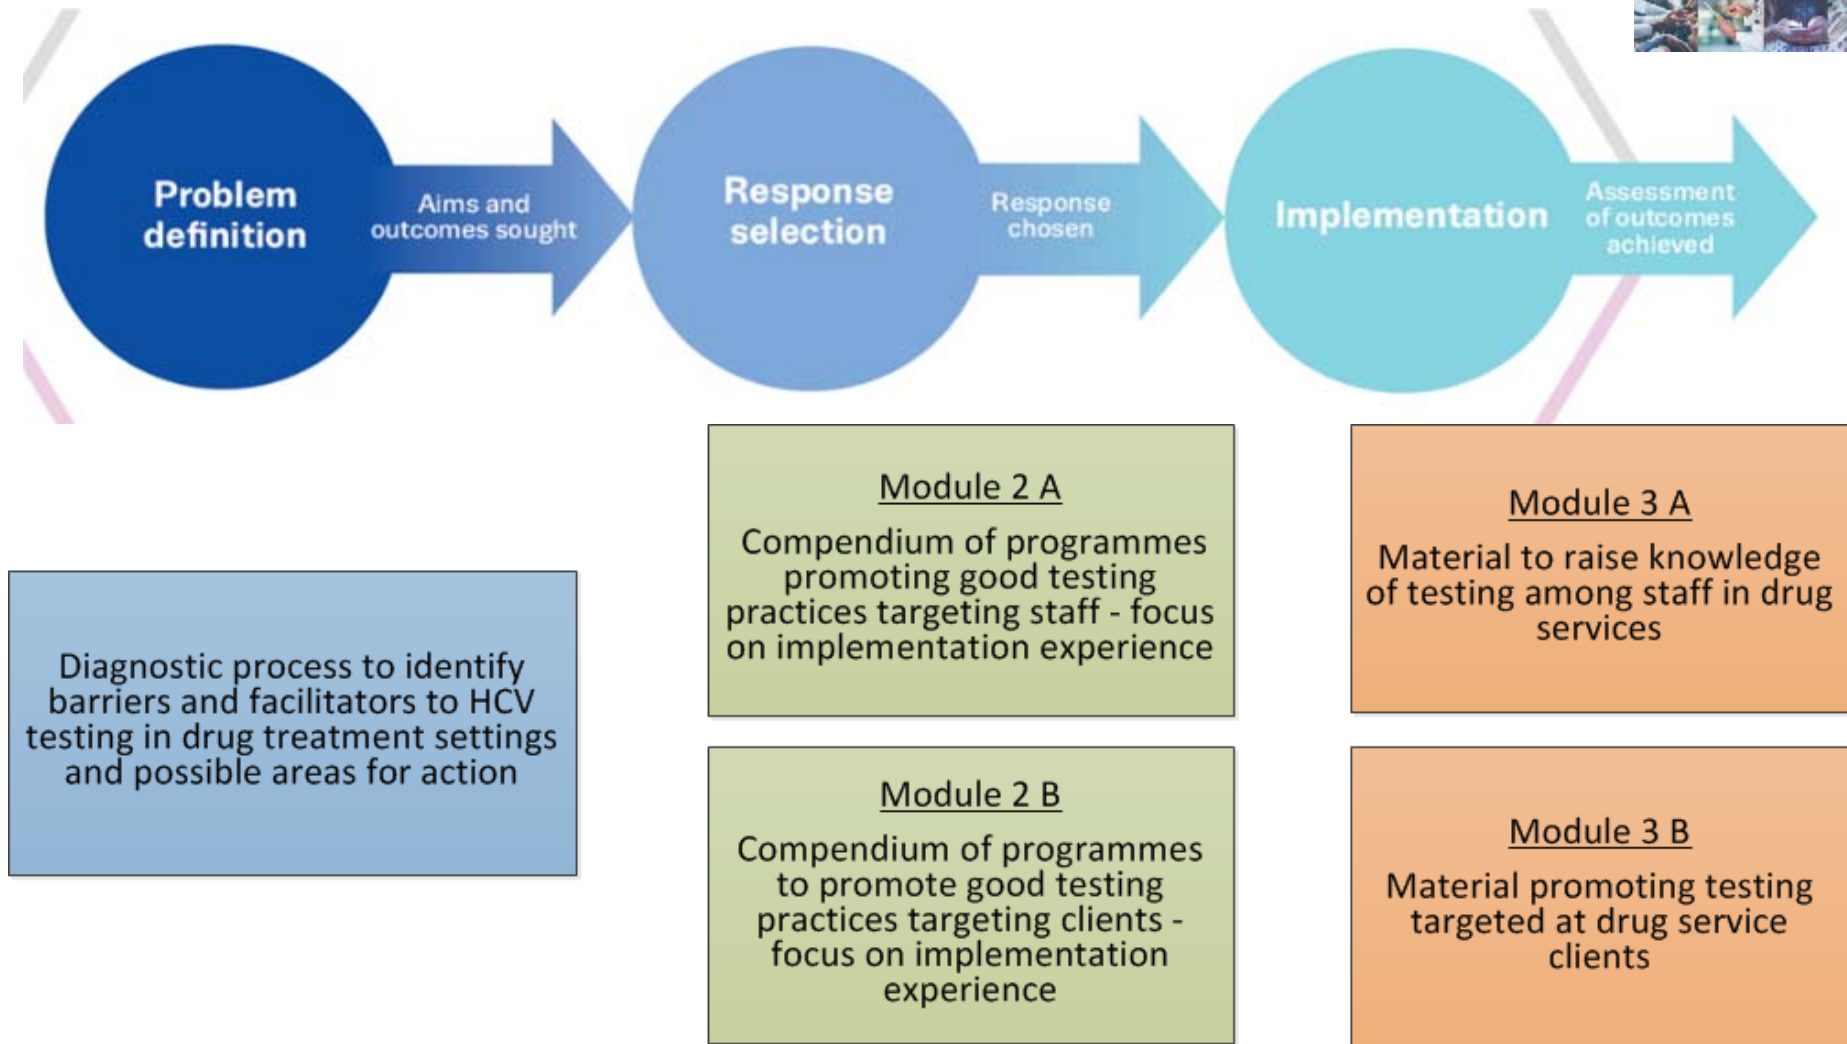 Problem
definition
Aims and
outcomes sought
Response
selection
Response
chosen
Implementation
Assessment
of outcomes
achieved
Diagnostic process to identify
barriers and facilitators to HCV
testing in drug treatment settings
and possible areas for action
Module 2 A
Compendium of programmes
promoting good testing
practices targeting staff - focus
on implementation experience
Module 2 B
Compendium of programmes
to promote good testing
practices targeting clients -
focus on implementation
experience
Module 3 A
Material to raise knowledge
of testing among staff in drug
services
Module 3 B
Material promoting testing
targeted at drug service
clients